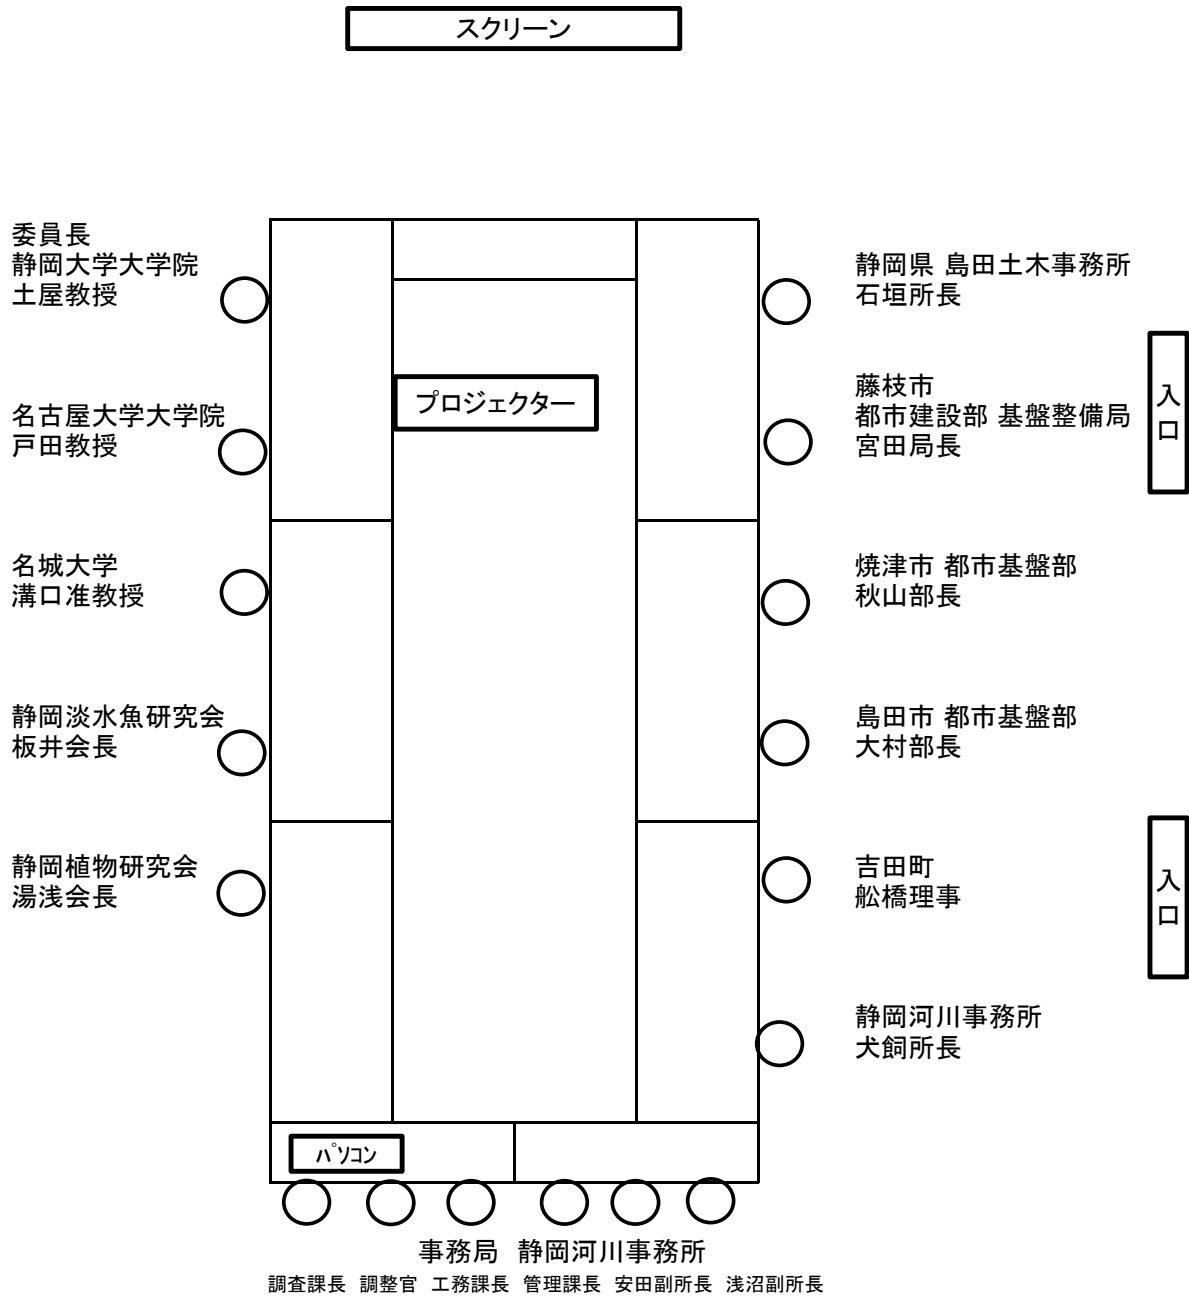 スクリーン
委員長
静岡大学大学院
土屋教授
静岡県 島田土木事務所
石垣所長
プロジェクター
藤枝市
都市建設部 基盤整備局
宮田局長
入口
名古屋大学大学院
戸田教授
名城大学
溝口准教授
焼津市 都市基盤部
秋山部長
静岡淡水魚研究会
板井会長
島田市 都市基盤部
大村部長
静岡植物研究会
湯浅会長
吉田町
舩橋理事
入口
静岡河川事務所
犬飼所長
パソコン
事務局 静岡河川事務所
調査課長 調整官 工務課長 管理課長 安田副所長 浅沼副所長